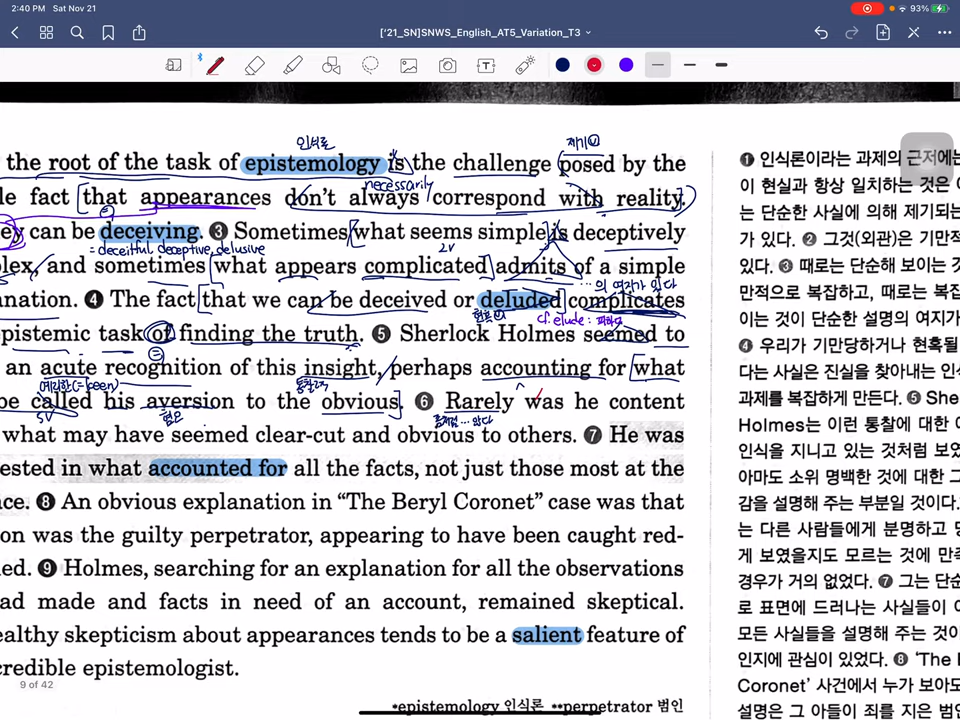 2:40 PM Sat Nov 21
93%
['21_SN]SNWS_English_AT5_Variation_T3
인식론
제기
the root of the task of epistemology is the challenge posed by the
necessarily
le fact that appearances don't always correspond with reality.
ey can be deceiving. ❸ Sometimes what seems simple is deceptively
= deceitful, deceptive, delusive
2V
plex, and sometimes what appears complicated admits of a simple
…의 여지가 있다
anation. ❹ The fact that we can be deceived or deluded complicates
cf. elude : 피하다
epistemic task of finding the truth. ❺ Sherlock Holmes seemed to
an acute recognition of this insight, perhaps accounting for what
예리한(=keen)
통찰력
be called his aversion to the obvious. ❻ Rarely was he content
SV
혐오
what may have seemed clear-cut and obvious to others. ❼ He was
ested in what accounted for all the facts, not just those most at the
ce. ❽ An obvious explanation in “The Beryl Coronet” case was that
on was the guilty perpetrator, appearing to have been caught red-
ed. ❾ Holmes, searching for an explanation for all the observations
ad made and facts in need of an account, remained skeptical.
ealthy skepticism about appearances tends to be a salient feature of
credible epistemologist.
9 of 42
*epistemology 인식론 **perpetrator 범인
❶ 인식론이라는 과제의 근저에는
이 현실과 항상 일치하는 것은 아
는 단순한 사실에 의해 제기되는
가 있다. ❷ 그것(외관)은 기만적
있다. ❸ 때로는 단순해 보이는 것
만적으로 복잡하고, 때로는 복잡
이는 것이 단순한 설명의 여지가
❹ 우리가 기만당하거나 현혹될
다는 사실은 진실을 찾아내는 인식
과제를 복잡하게 만든다. ❺ She
Holmes는 이런 통찰에 대한 예
인식을 지니고 있는 것처럼 보였
아마도 소위 명백한 것에 대한 그
감을 설명해 주는 부분일 것이다.
는 다른 사람들에게 분명하고 명
게 보였을지도 모르는 것에 만족
경우가 거의 없었다. ❼ 그는 단순
로 표면에 드러나는 사실들이 아
모든 사실들을 설명해 주는 것이
인지에 관심이 있었다. ❽ 'The B
Coronet' 사건에서 누가 보아도
설명은 그 아들이 죄를 지은 범인